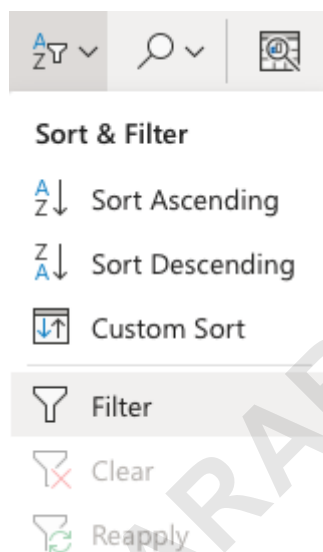 Sort & Filter
Sort Ascending
Sort Descending
Custom Sort
Filter
Clear
Reapply